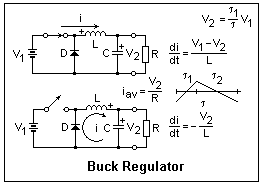 i
V₂ = τ₁/τ V₁
L
V₁
D
C
V₂
R
di/dt = V₁ − V₂/L
i_av = V₂/R
τ₁
τ₂
τ
L
V₁
D
i
C
V₂
R
di/dt = − V₂/L
Buck Regulator